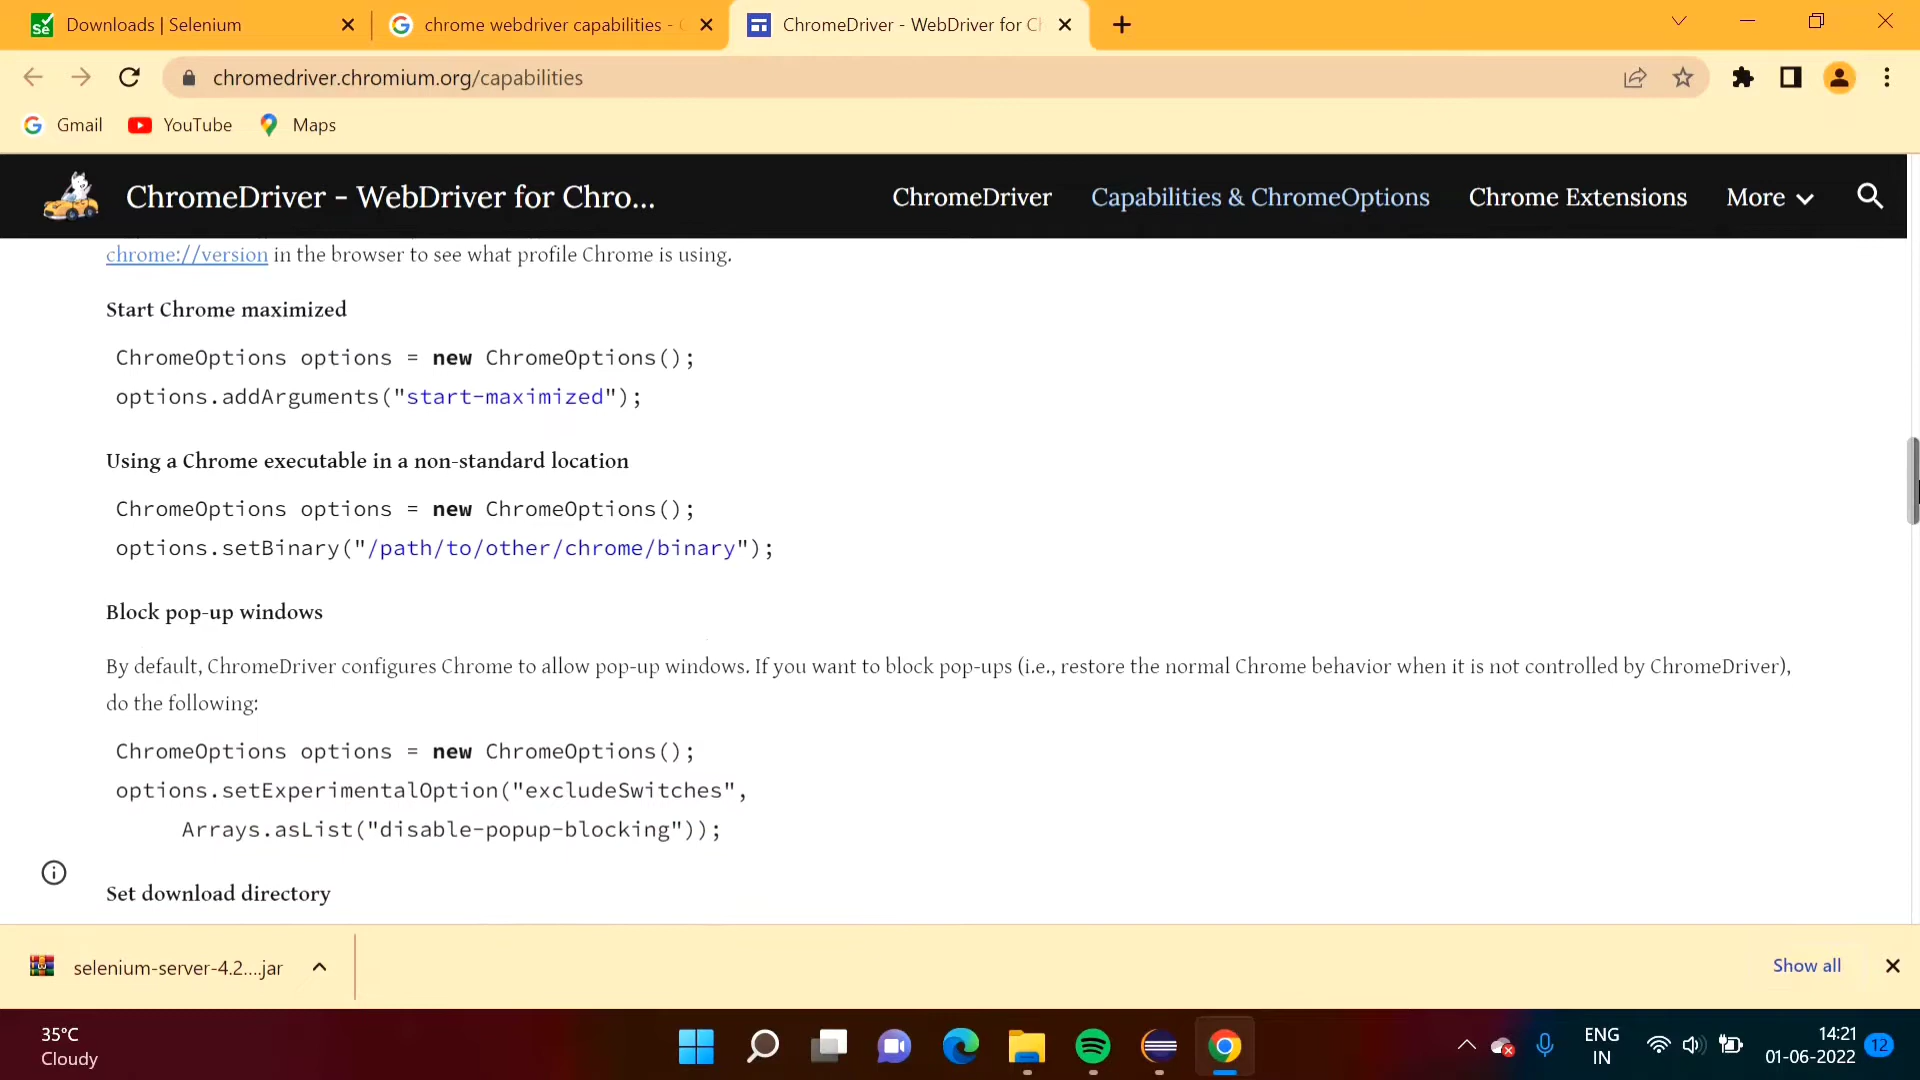 Downloads | Selenium
chrome webdriver capabilities -
ChromeDriver - WebDriver for C
chromedriver.chromium.org/capabilities
Gmail
YouTube
Maps
ChromeDriver - WebDriver for Chro...
ChromeDriver
Capabilities & ChromeOptions
Chrome Extensions
More
chrome://version in the browser to see what profile Chrome is using.
Start Chrome maximized
ChromeOptions options = new ChromeOptions();
options.addArguments("start-maximized");
Using a Chrome executable in a non-standard location
ChromeOptions options = new ChromeOptions();
options.setBinary("/path/to/other/chrome/binary");
Block pop-up windows
By default, ChromeDriver configures Chrome to allow pop-up windows. If you want to block pop-ups (i.e., restore the normal Chrome behavior when it is not controlled by ChromeDriver),
do the following:
ChromeOptions options = new ChromeOptions();
options.setExperimentalOption("excludeSwitches",
Arrays.asList("disable-popup-blocking"));
Set download directory
selenium-server-4.2....jar
Show all
35°C
Cloudy
ENG
IN
14:21
01-06-2022
12